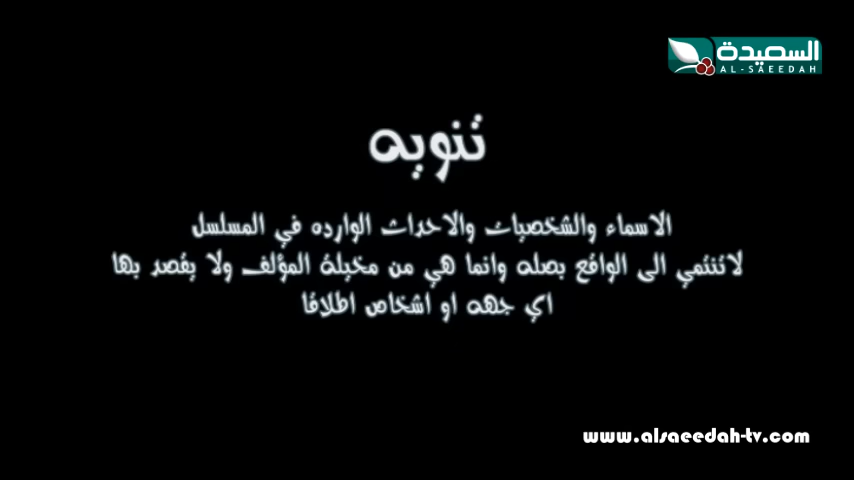 السعيدة
AL-SAEEDAH
تنويه
الاسماء والشخصيات والاحداث الوارده في المسلسل
لاتنتمي الى الواقع بصله وانما هي من مخيلة المؤلف ولا يقصد بها
اي جهه او اشخاص اطلاقا
www.alsaeedah-tv.com